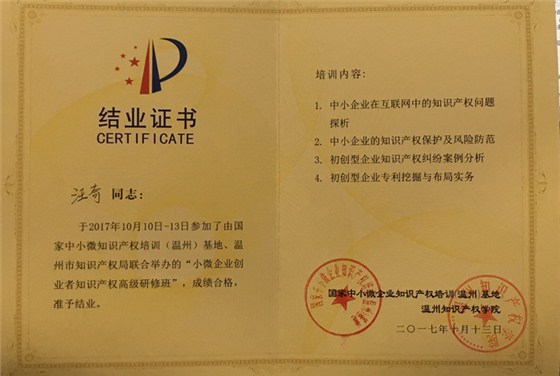 结业证书
CERTIFICATE
汪奇 同志：
于2017年10月10日-13日参加了由国
家中小微知识产权培训（温州）基地、温
州市知识产权局联合举办的“小微企业创
业者知识产权高级研修班”，成绩合格，
准予结业。
培训内容：
1. 中小企业在互联网中的知识产权问题
探析
2. 中小企业的知识产权保护及风险防范
3. 初创型企业知识产权纠纷案例分析
4. 初创型企业专利挖掘与布局实务
国家中小微企业知识产权培训(温州)基地
温州知识产权学院
二〇一七年十月十三日